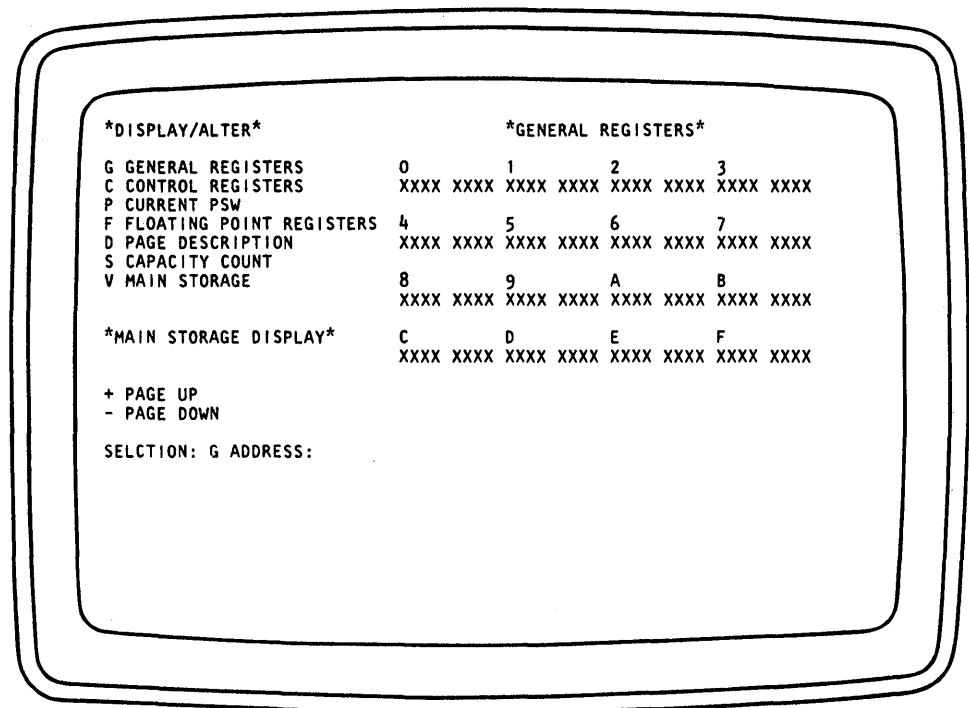 *DISPLAY/ALTER* *GENERAL REGISTERS*
G GENERAL REGISTERS 0 1 2 3
C CONTROL REGISTERS XXXX XXXX XXXX XXXX XXXX XXXX XXXX XXXX
P CURRENT PSW
F FLOATING POINT REGISTERS 4 5 6 7
D PAGE DESCRIPTION XXXX XXXX XXXX XXXX XXXX XXXX XXXX XXXX
S CAPACITY COUNT
V MAIN STORAGE 8 9 A B
XXXX XXXX XXXX XXXX XXXX XXXX XXXX XXXX
*MAIN STORAGE DISPLAY* C D E F
XXXX XXXX XXXX XXXX XXXX XXXX XXXX XXXX
+ PAGE UP
- PAGE DOWN
SELCTION: G ADDRESS: